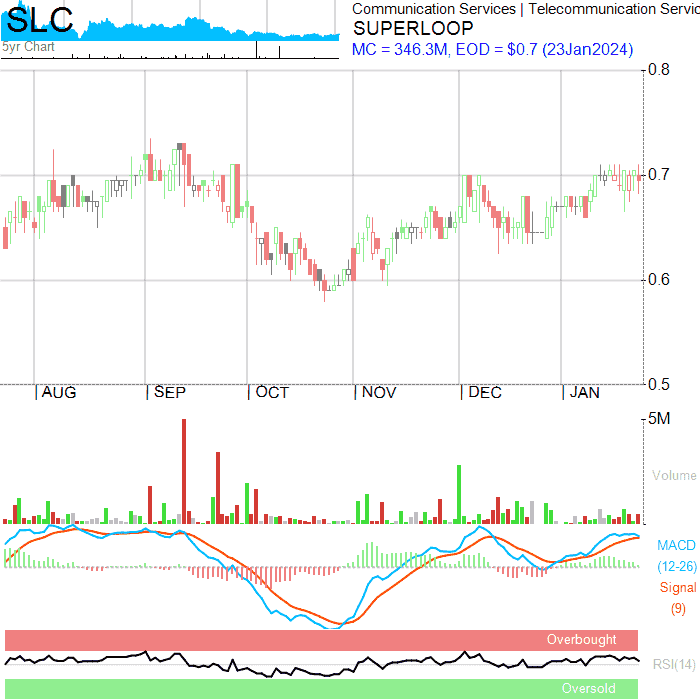 SLC
5yr Chart
Communication Services | Telecommunication Servic
SUPERLOOP
MC = 346.3M, EOD = $0.7 (23Jan2024)
0.8
0.7
0.6
0.5
|AUG |SEP |OCT |NOV |DEC |JAN
5M
Volume
MACD
(12-26)
Signal
(9)
Overbought
RSI(14)
Oversold